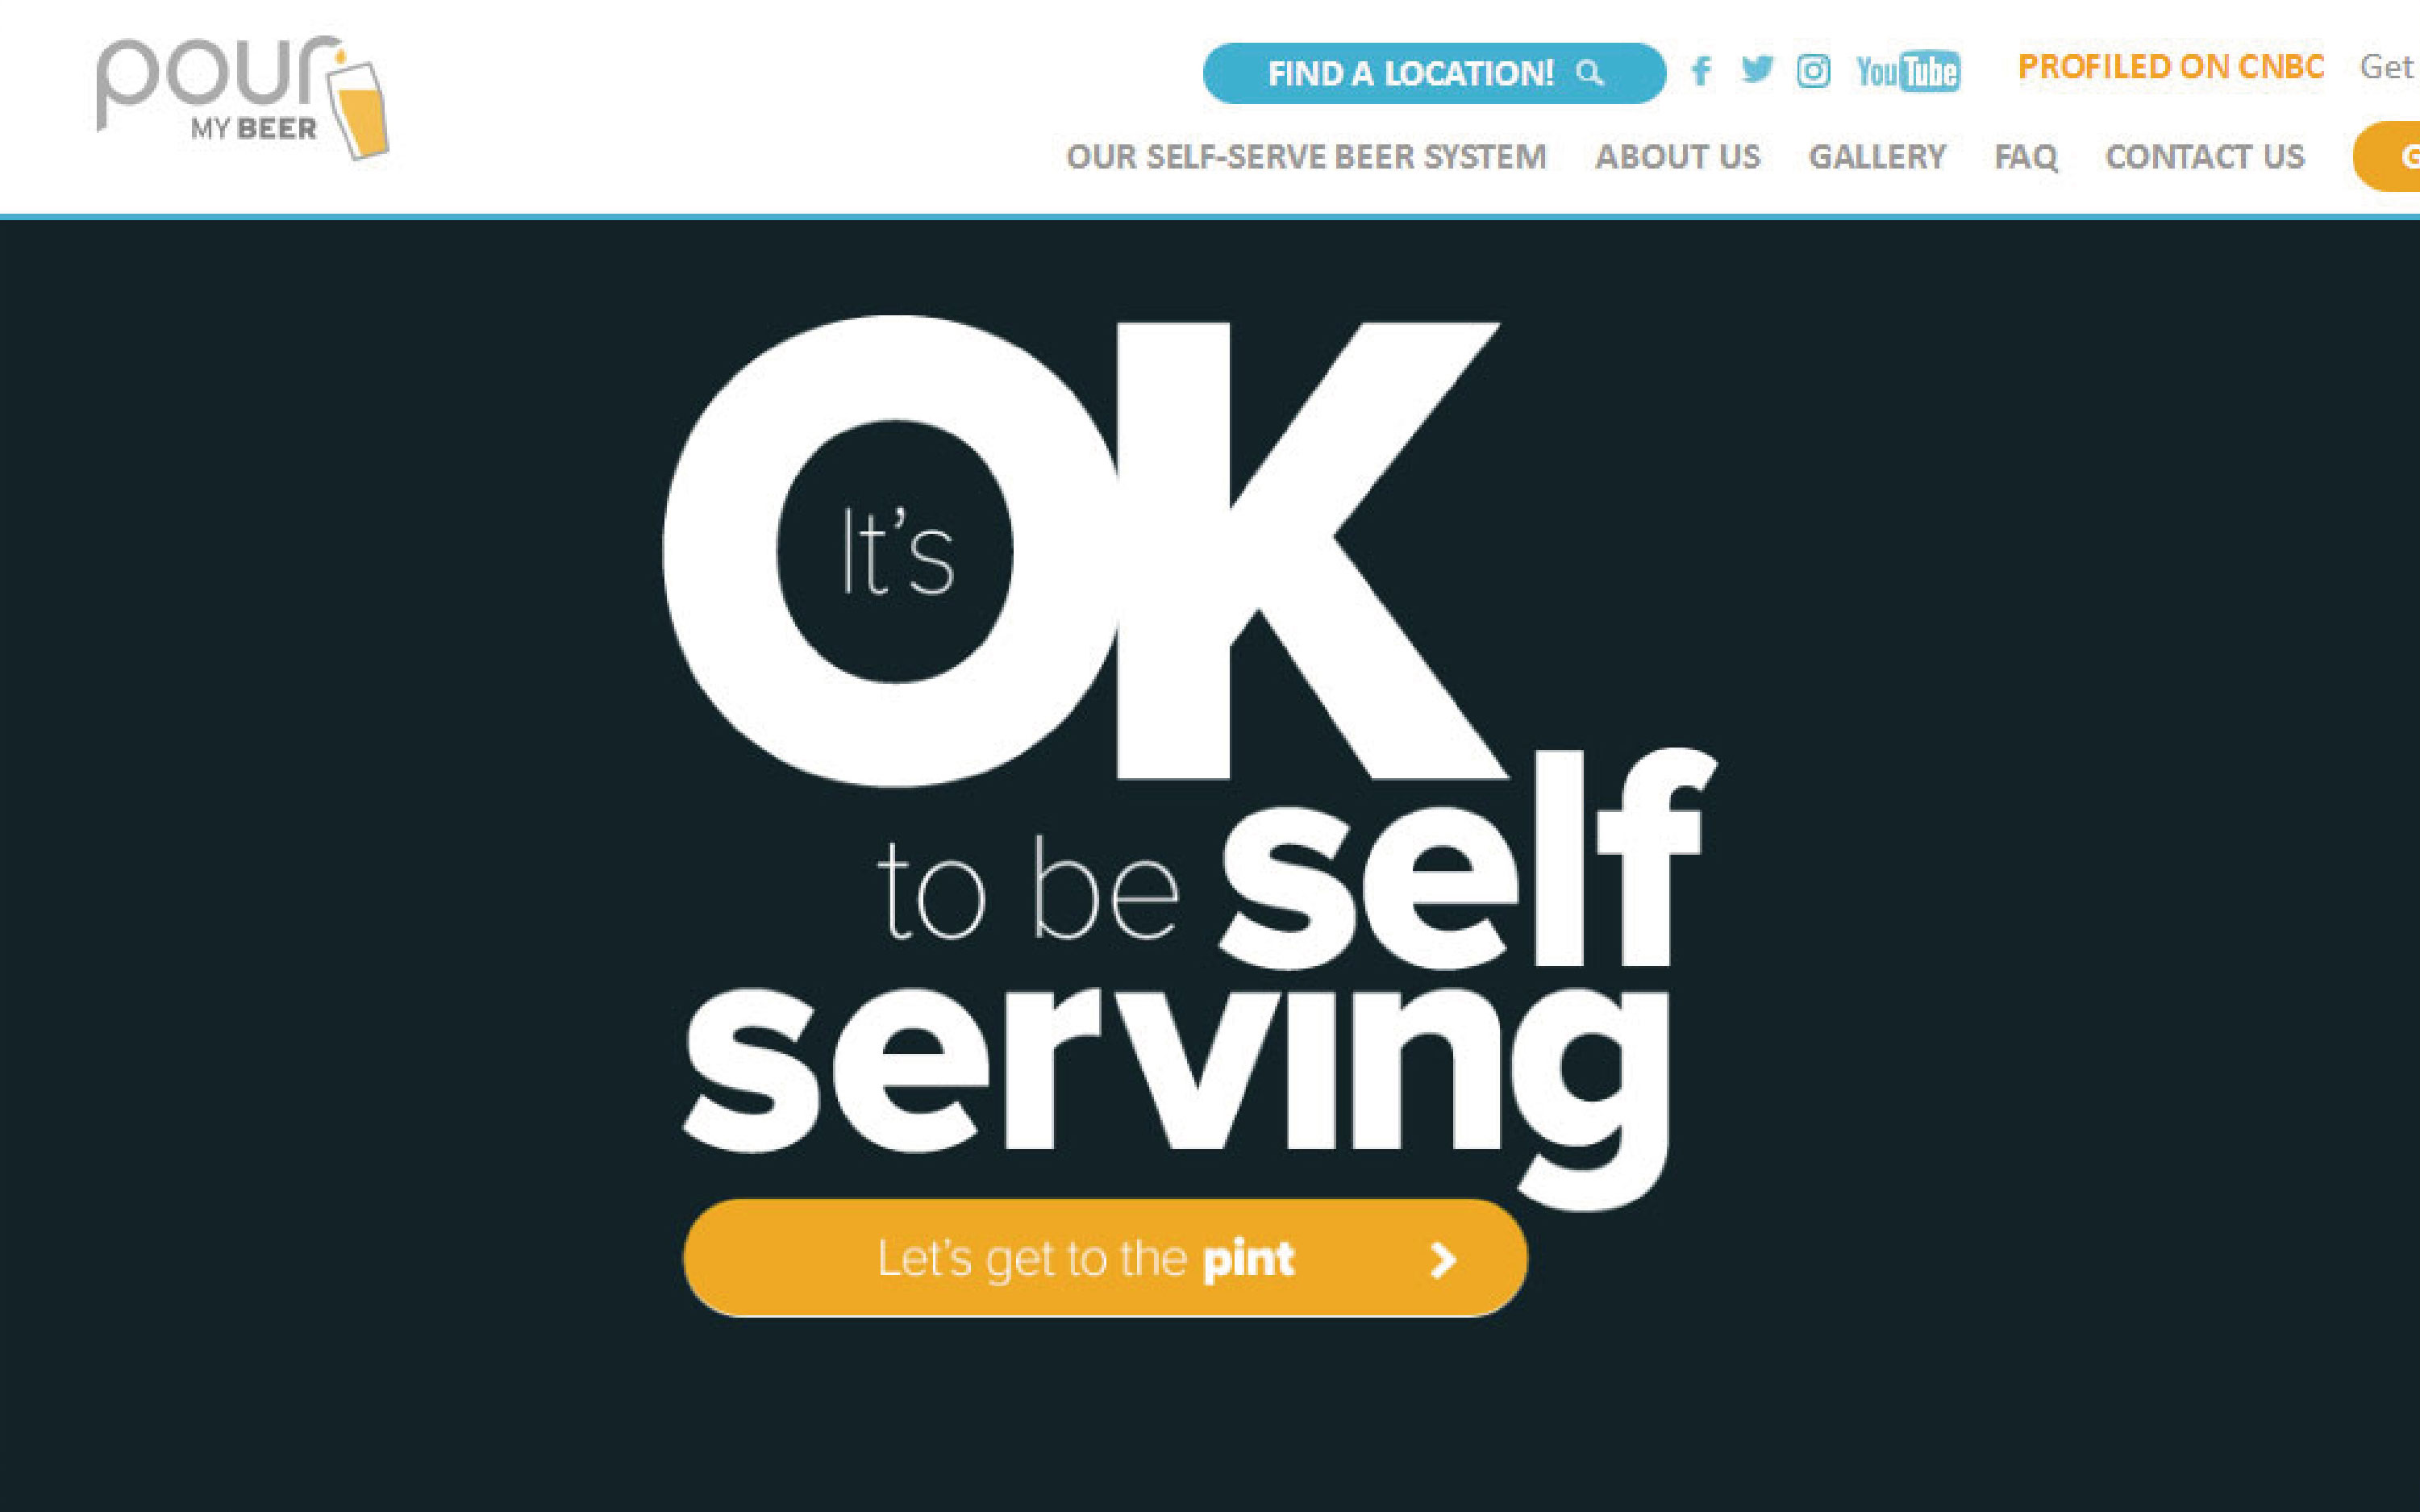 pour
MY BEER
FIND A LOCATION!
YouTube
PROFILED ON CNBC
Get
OUR SELF-SERVE BEER SYSTEM
ABOUT US
GALLERY
FAQ
CONTACT US
G
It's
OK
to be self
serving
Let's get to the pint